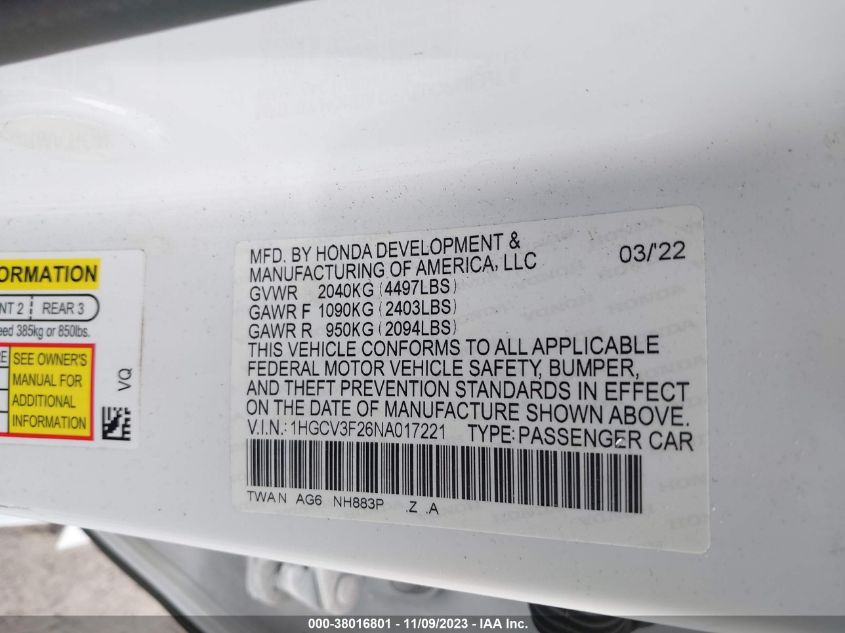 ORMATION
NT 2 REAR 3
eed 385kg or 850lbs.
RE SEE OWNER'S
MANUAL FOR
ADDITIONAL
INFORMATION
VQ
MFD. BY HONDA DEVELOPMENT & 03/'22
MANUFACTURING OF AMERICA, LLC
GVWR 2040KG (4497LBS)
GAWR F 1090KG (2403LBS)
GAWR R 950KG (2094LBS)
THIS VEHICLE CONFORMS TO ALL APPLICABLE
FEDERAL MOTOR VEHICLE SAFETY, BUMPER,
AND THEFT PREVENTION STANDARDS IN EFFECT
ON THE DATE OF MANUFACTURE SHOWN ABOVE.
V.I.N.: 1HGCV3F26NA017221 TYPE: PASSENGER CAR
TWAN AG6 NH883P .Z .A
000-38016801 - 11/09/2023 - IAA Inc.